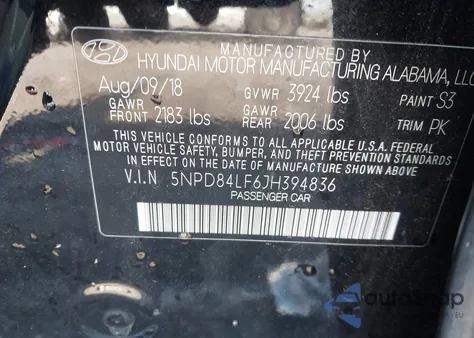 MANUFACTURED BY
HYUNDAI MOTOR MANUFACTURING ALABAMA, LLC
Aug/09/18 GVWR 3924 lbs PAINT S3
GAWR FRONT 2183 lbs GAWR REAR 2006 lbs TRIM PK
THIS VEHICLE CONFORMS TO ALL APPLICABLE U.S.A. FEDERAL
MOTOR VEHICLE SAFETY, BUMPER, AND THEFT PREVENTION STANDARDS
IN EFFECT ON THE DATE OF MANUFACTURE SHOWN ABOVE
V.I.N 5NPD84LF6JH394836
PASSENGER CAR
autoSnap